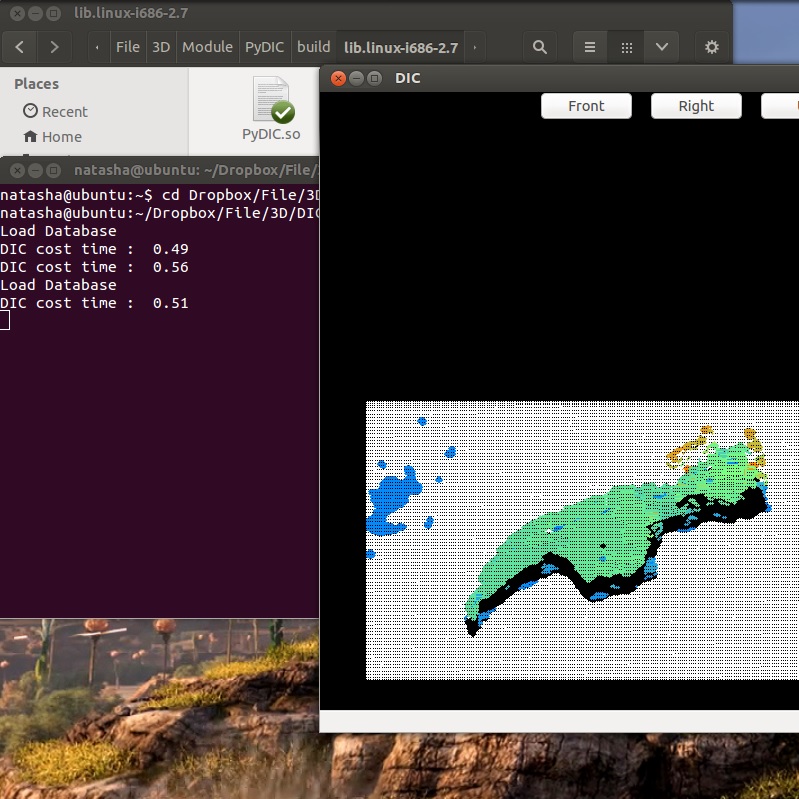 lib.linux-i686-2.7
File 3D Module PyDIC build lib.linux-i686-2.7
Places
Recent
Home
PyDIC.so
DIC
Front Right
natasha@ubuntu: ~/Dropbox/File/
natasha@ubuntu:~$ cd Dropbox/File/3D
natasha@ubuntu:~/Dropbox/File/3D/DIC
Load Database
DIC cost time : 0.49
DIC cost time : 0.56
Load Database
DIC cost time : 0.51